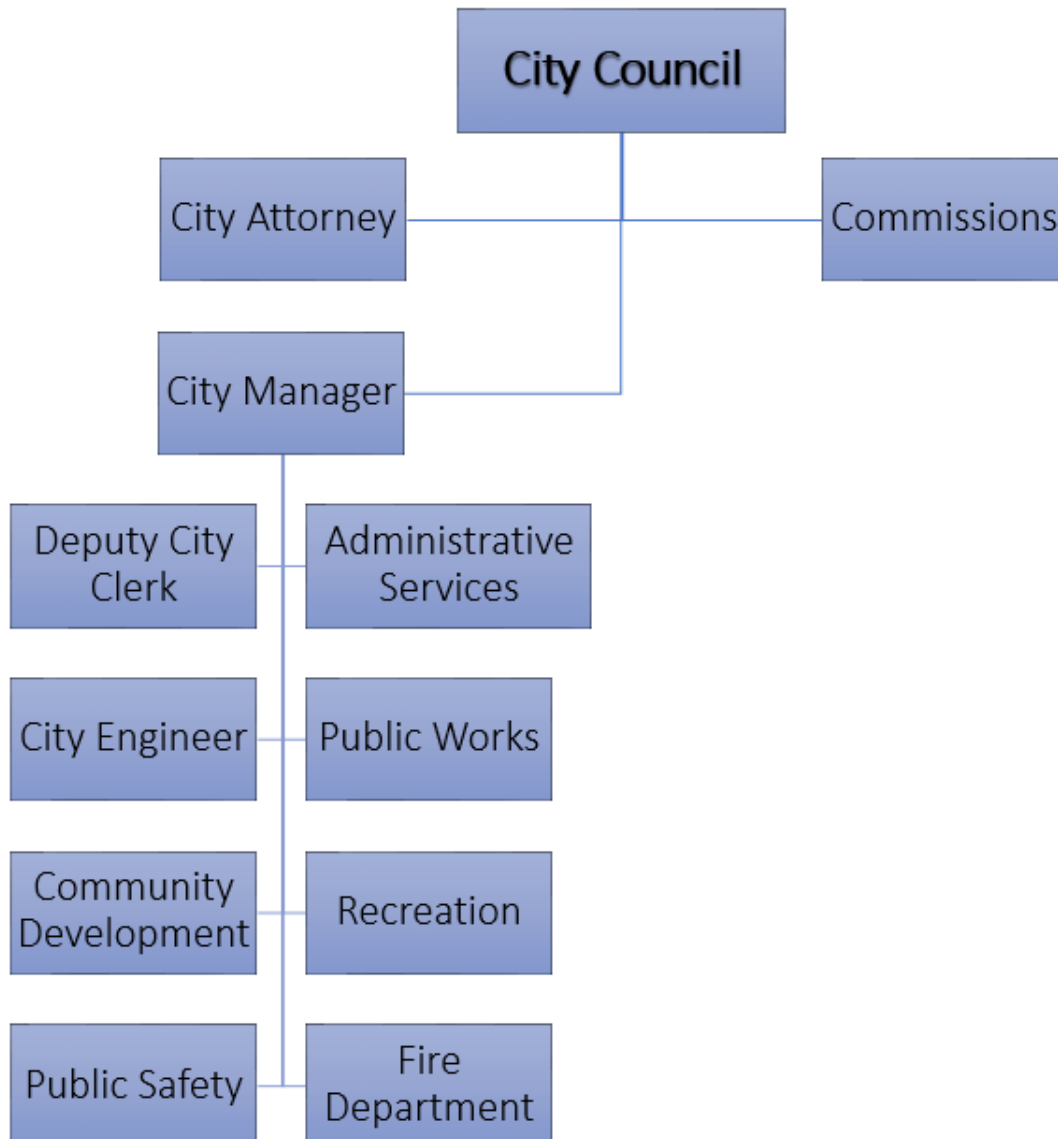 City Council
City Attorney
Commissions
City Manager
Deputy City
Clerk
Administrative
Services
City Engineer
Public Works
Community
Development
Recreation
Public Safety
Fire
Department